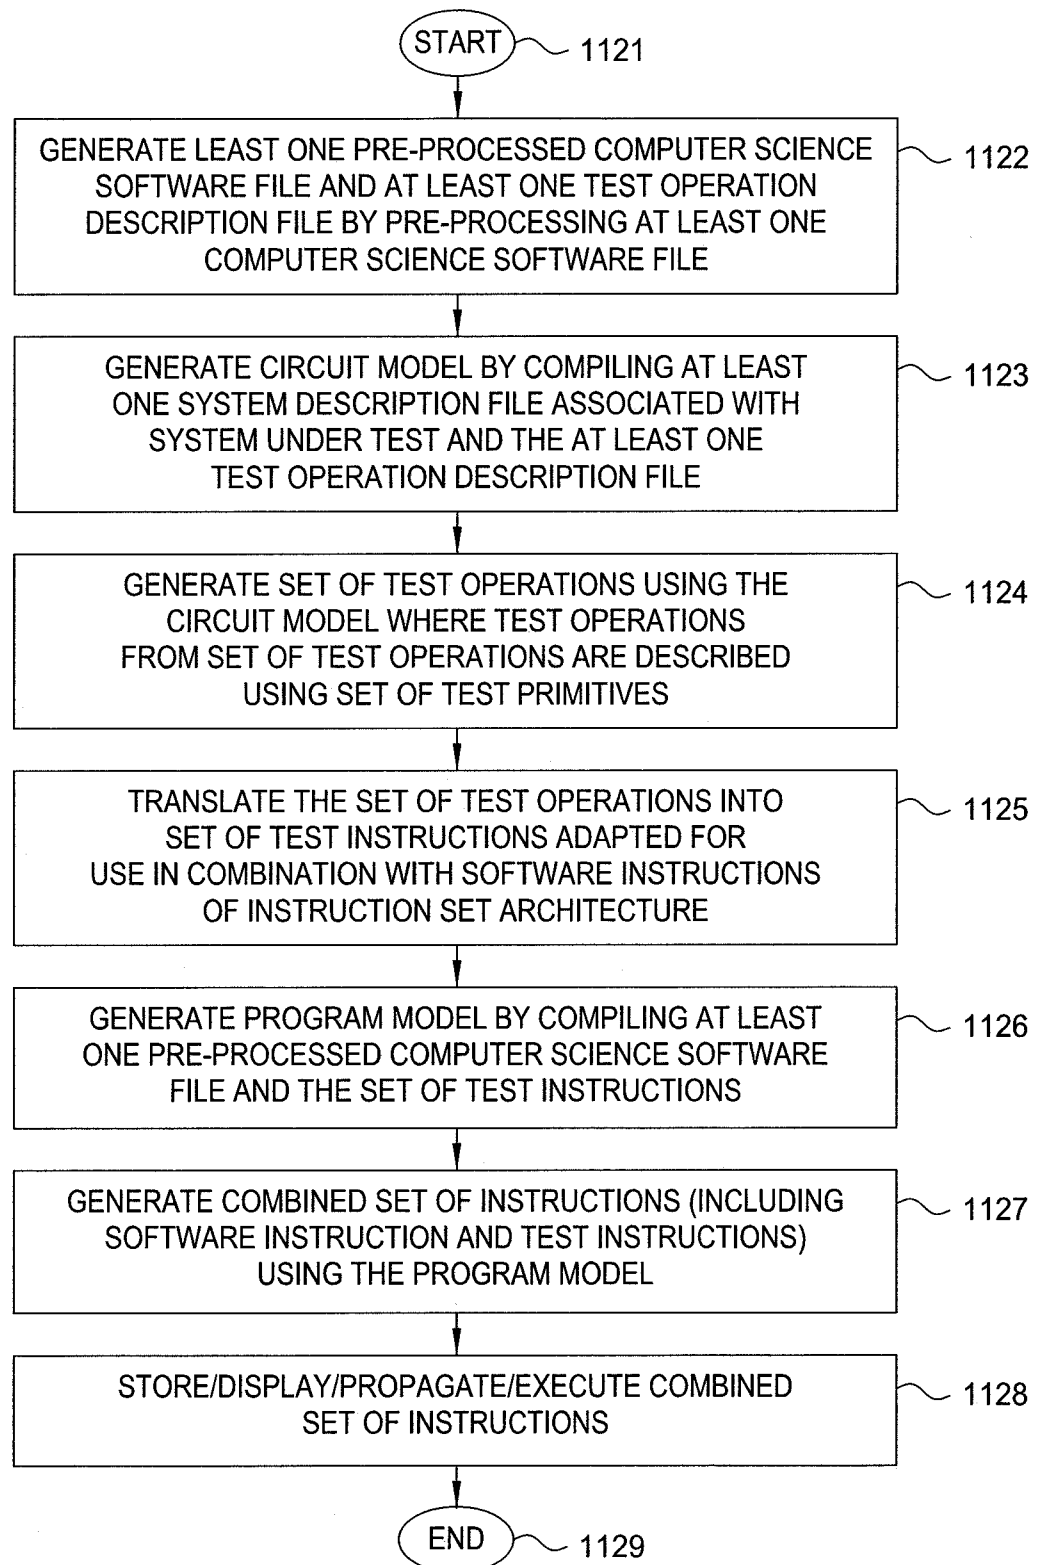 START
1121
GENERATE LEAST ONE PRE-PROCESSED COMPUTER SCIENCE
SOFTWARE FILE AND AT LEAST ONE TEST OPERATION
DESCRIPTION FILE BY PRE-PROCESSING AT LEAST ONE
COMPUTER SCIENCE SOFTWARE FILE
1122
GENERATE CIRCUIT MODEL BY COMPILING AT LEAST
ONE SYSTEM DESCRIPTION FILE ASSOCIATED WITH
SYSTEM UNDER TEST AND THE AT LEAST ONE
TEST OPERATION DESCRIPTION FILE
1123
GENERATE SET OF TEST OPERATIONS USING THE
CIRCUIT MODEL WHERE TEST OPERATIONS
FROM SET OF TEST OPERATIONS ARE DESCRIBED
USING SET OF TEST PRIMITIVES
1124
TRANSLATE THE SET OF TEST OPERATIONS INTO
SET OF TEST INSTRUCTIONS ADAPTED FOR
USE IN COMBINATION WITH SOFTWARE INSTRUCTIONS
OF INSTRUCTION SET ARCHITECTURE
1125
GENERATE PROGRAM MODEL BY COMPILING AT LEAST
ONE PRE-PROCESSED COMPUTER SCIENCE SOFTWARE
FILE AND THE SET OF TEST INSTRUCTIONS
1126
GENERATE COMBINED SET OF INSTRUCTIONS (INCLUDING
SOFTWARE INSTRUCTION AND TEST INSTRUCTIONS)
USING THE PROGRAM MODEL
1127
STORE/DISPLAY/PROPAGATE/EXECUTE COMBINED
SET OF INSTRUCTIONS
1128
END
1129